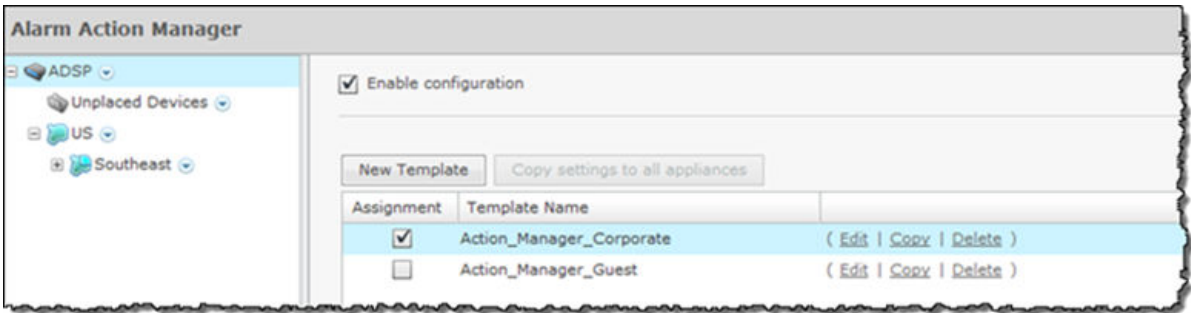 Alarm Action Manager
ADSP
Unplaced Devices
US
Southeast
Enable configuration
New Template Copy settings to all appliances
Assignment Template Name
Action_Manager_Corporate ( Edit | Copy | Delete )
Action_Manager_Guest ( Edit | Copy | Delete )